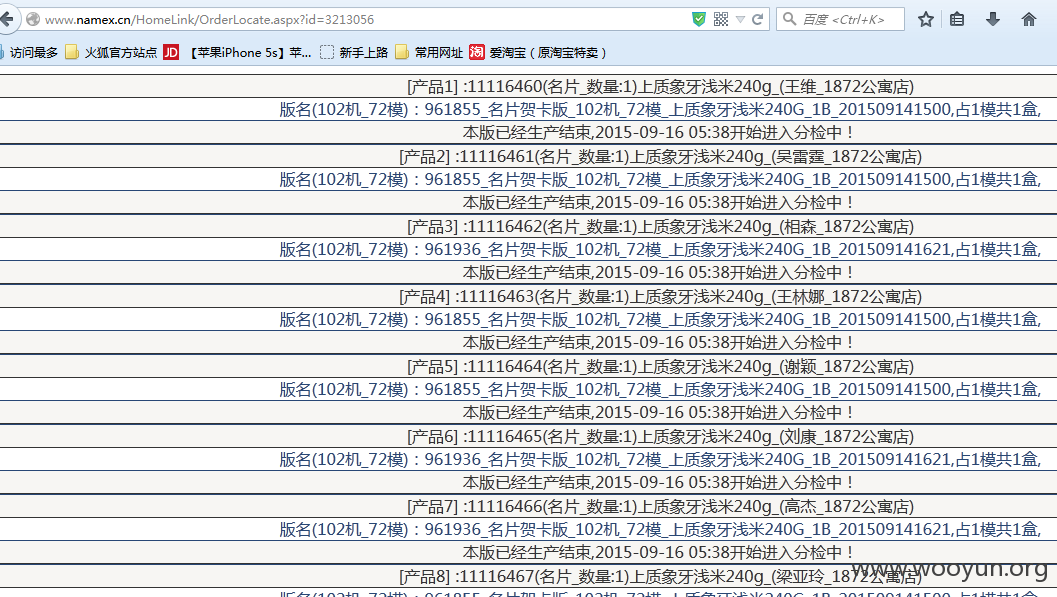 www.namex.cn/HomeLink/OrderLocate.aspx?id=3213056
百度 <Ctrl+K>
访问最多 火狐官方站点 JD 【苹果iPhone 5s】苹... 新手上路 常用网址 淘 爱淘宝（原淘宝特卖）
[产品1] :11116460(名片_数量:1)上质象牙浅米240g_(王维_1872公寓店)
版名(102机_72模)：961855_名片贺卡版_102机_72模_上质象牙浅米240G_1B_201509141500,占1模共1盒,
本版已经生产结束,2015-09-16 05:38开始进入分检中！
[产品2] :11116461(名片_数量:1)上质象牙浅米240g_(吴雷霆_1872公寓店)
版名(102机_72模)：961855_名片贺卡版_102机_72模_上质象牙浅米240G_1B_201509141500,占1模共1盒,
本版已经生产结束,2015-09-16 05:38开始进入分检中！
[产品3] :11116462(名片_数量:1)上质象牙浅米240g_(相森_1872公寓店)
版名(102机_72模)：961936_名片贺卡版_102机_72模_上质象牙浅米240G_1B_201509141621,占1模共1盒,
本版已经生产结束,2015-09-16 05:38开始进入分检中！
[产品4] :11116463(名片_数量:1)上质象牙浅米240g_(王林娜_1872公寓店)
版名(102机_72模)：961855_名片贺卡版_102机_72模_上质象牙浅米240G_1B_201509141500,占1模共1盒,
本版已经生产结束,2015-09-16 05:38开始进入分检中！
[产品5] :11116464(名片_数量:1)上质象牙浅米240g_(谢颖_1872公寓店)
版名(102机_72模)：961855_名片贺卡版_102机_72模_上质象牙浅米240G_1B_201509141500,占1模共1盒,
本版已经生产结束,2015-09-16 05:38开始进入分检中！
[产品6] :11116465(名片_数量:1)上质象牙浅米240g_(刘康_1872公寓店)
版名(102机_72模)：961936_名片贺卡版_102机_72模_上质象牙浅米240G_1B_201509141621,占1模共1盒,
本版已经生产结束,2015-09-16 05:38开始进入分检中！
[产品7] :11116466(名片_数量:1)上质象牙浅米240g_(高杰_1872公寓店)
版名(102机_72模)：961936_名片贺卡版_102机_72模_上质象牙浅米240G_1B_201509141621,占1模共1盒,
本版已经生产结束,2015-09-16 05:38开始进入分检中！
[产品8] :11116467(名片_数量:1)上质象牙浅米240g_(梁亚玲_1872公寓店)
www.wooyun.org